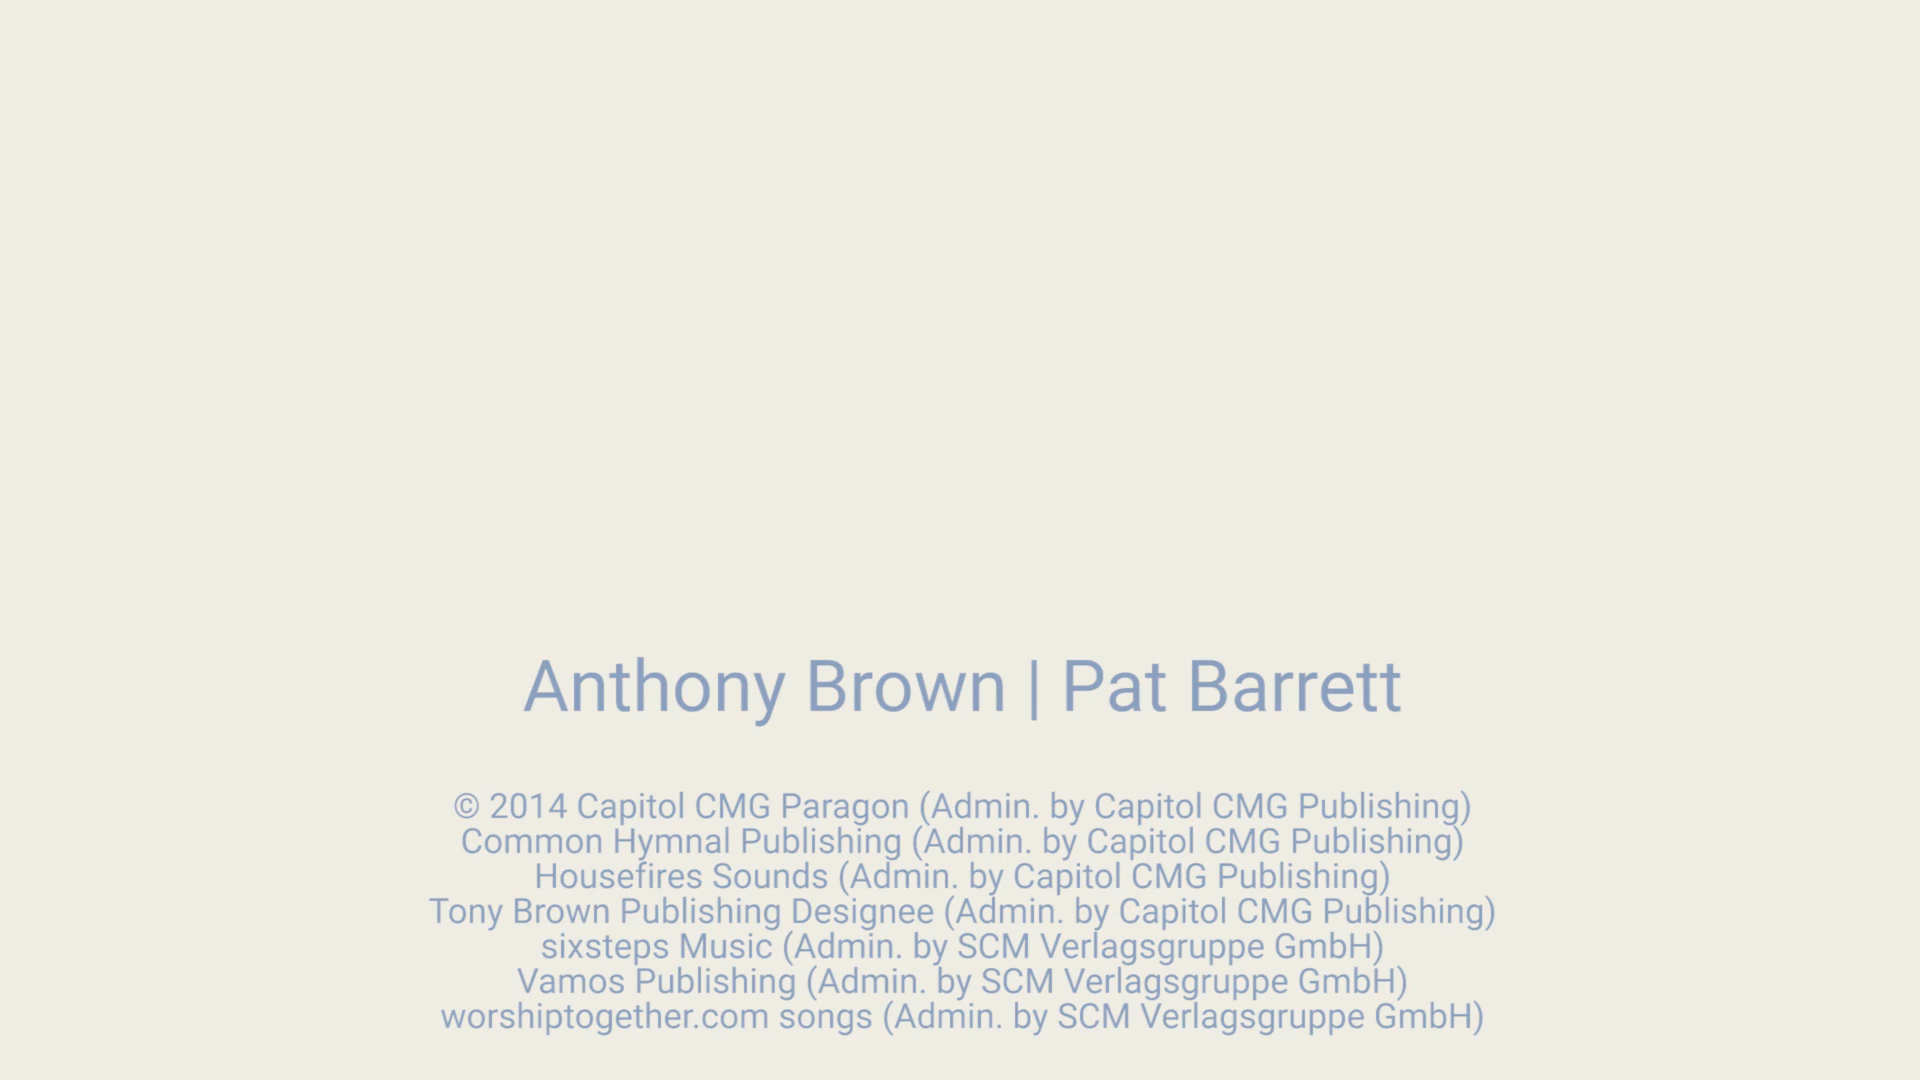 Anthony Brown | Pat Barrett
© 2014 Capitol CMG Paragon (Admin. by Capitol CMG Publishing)
Common Hymnal Publishing (Admin. by Capitol CMG Publishing)
Housefires Sounds (Admin. by Capitol CMG Publishing)
Tony Brown Publishing Designee (Admin. by Capitol CMG Publishing)
sixsteps Music (Admin. by SCM Verlagsgruppe GmbH)
Vamos Publishing (Admin. by SCM Verlagsgruppe GmbH)
worshiptogether.com songs (Admin. by SCM Verlagsgruppe GmbH)